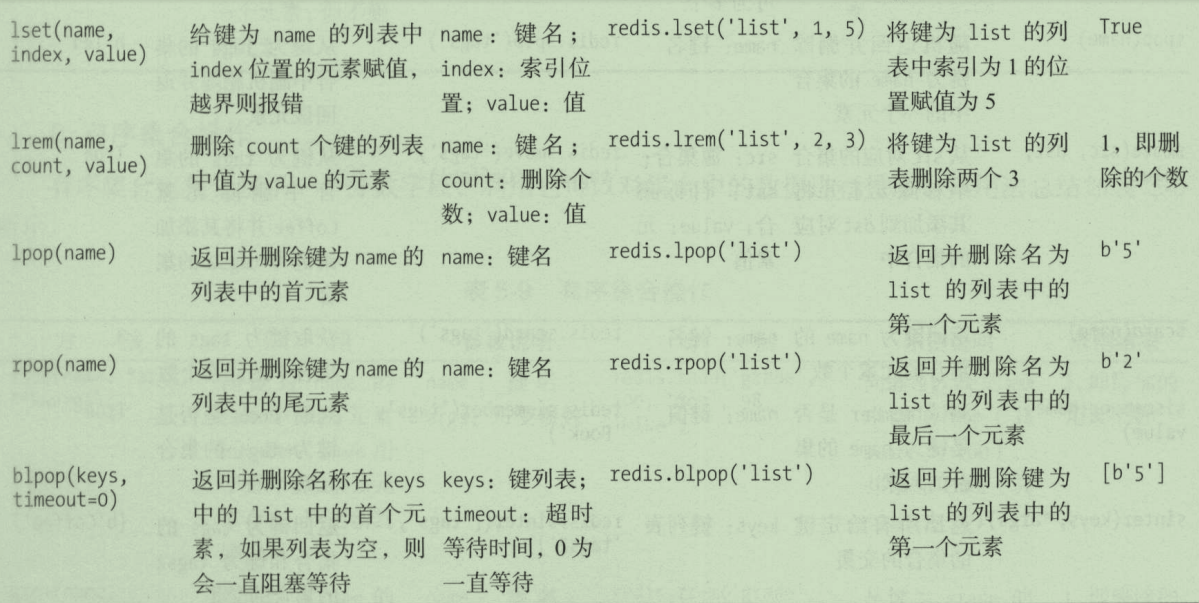 lset(name, index, value) 给键为 name 的列表中 index 位置的元素赋值，越界则报错 name：键名；index：索引位置；value：值 redis.lset('list', 1, 5) 将键为 list 的列表中索引为 1 的位置赋值为 5 True
lrem(name, count, value) 删除 count 个键的列表中值为 value 的元素 name：键名；count：删除个数；value：值 redis.lrem('list', 2, 3) 将键为 list 的列表删除两个 3 1，即删除的个数
lpop(name) 返回并删除键为 name 的列表中的首元素 name：键名 redis.lpop('list') 返回并删除名为 list 的列表中的第一个元素 b'5'
rpop(name) 返回并删除键为 name 的列表中的尾元素 name：键名 redis.rpop('list') 返回并删除名为 list 的列表中的最后一个元素 b'2'
blpop(keys, timeout=0) 返回并删除名称在 keys 中的 list 中的首个元素，如果列表为空，则会一直阻塞等待 keys：键列表；timeout：超时等待时间，0 为一直等待 redis.blpop('list') 返回并删除键为 list 的列表中的第一个元素 [b'5']